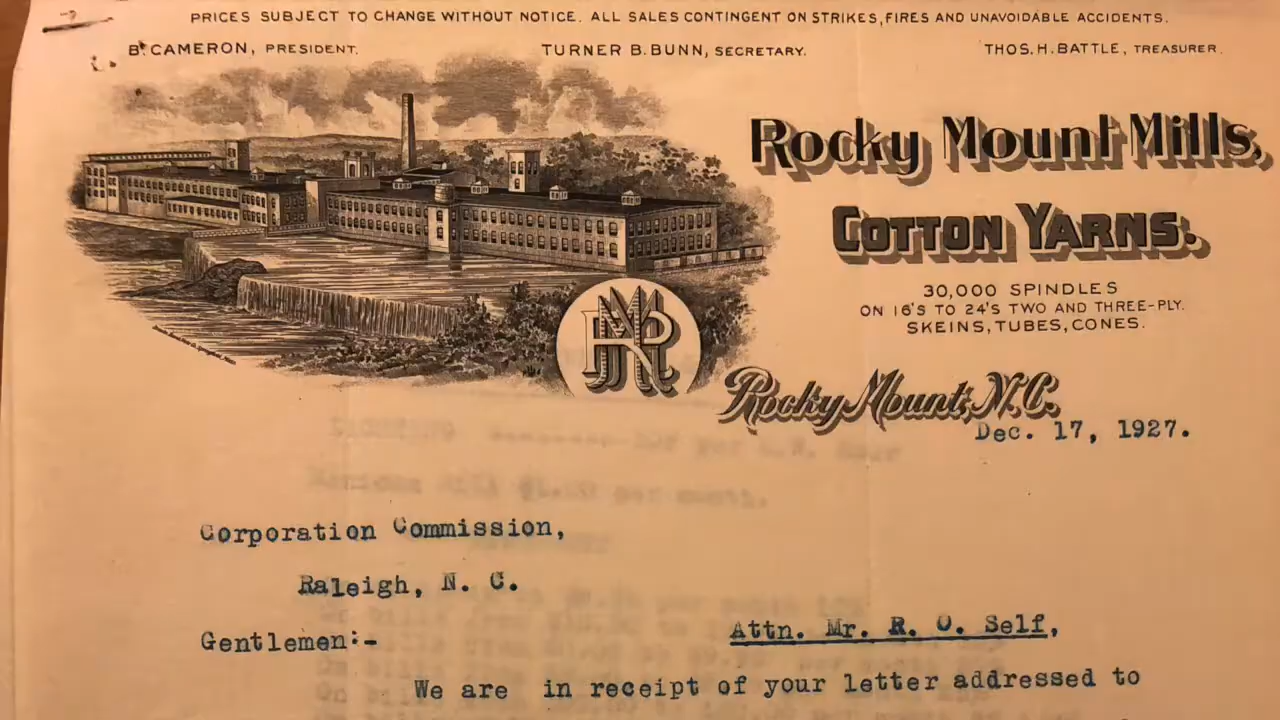 PRICES SUBJECT TO CHANGE WITHOUT NOTICE. ALL SALES CONTINGENT ON STRIKES, FIRES AND UNAVOIDABLE ACCIDENTS.
B. CAMERON, PRESIDENT. TURNER B. BUNN, SECRETARY. THOS. H. BATTLE, TREASURER.
Rocky Mount Mills,
COTTON YARNS.
30,000 SPINDLES
ON 16'S TO 24'S TWO AND THREE-PLY.
SKEINS, TUBES, CONES.
RMM
Rocky Mount, N.C.
Dec. 17, 1927.
Corporation Commission,
Raleigh, N. C.
Attn. Mr. R. O. Self,
Gentlemen:-
We are in receipt of your letter addressed to